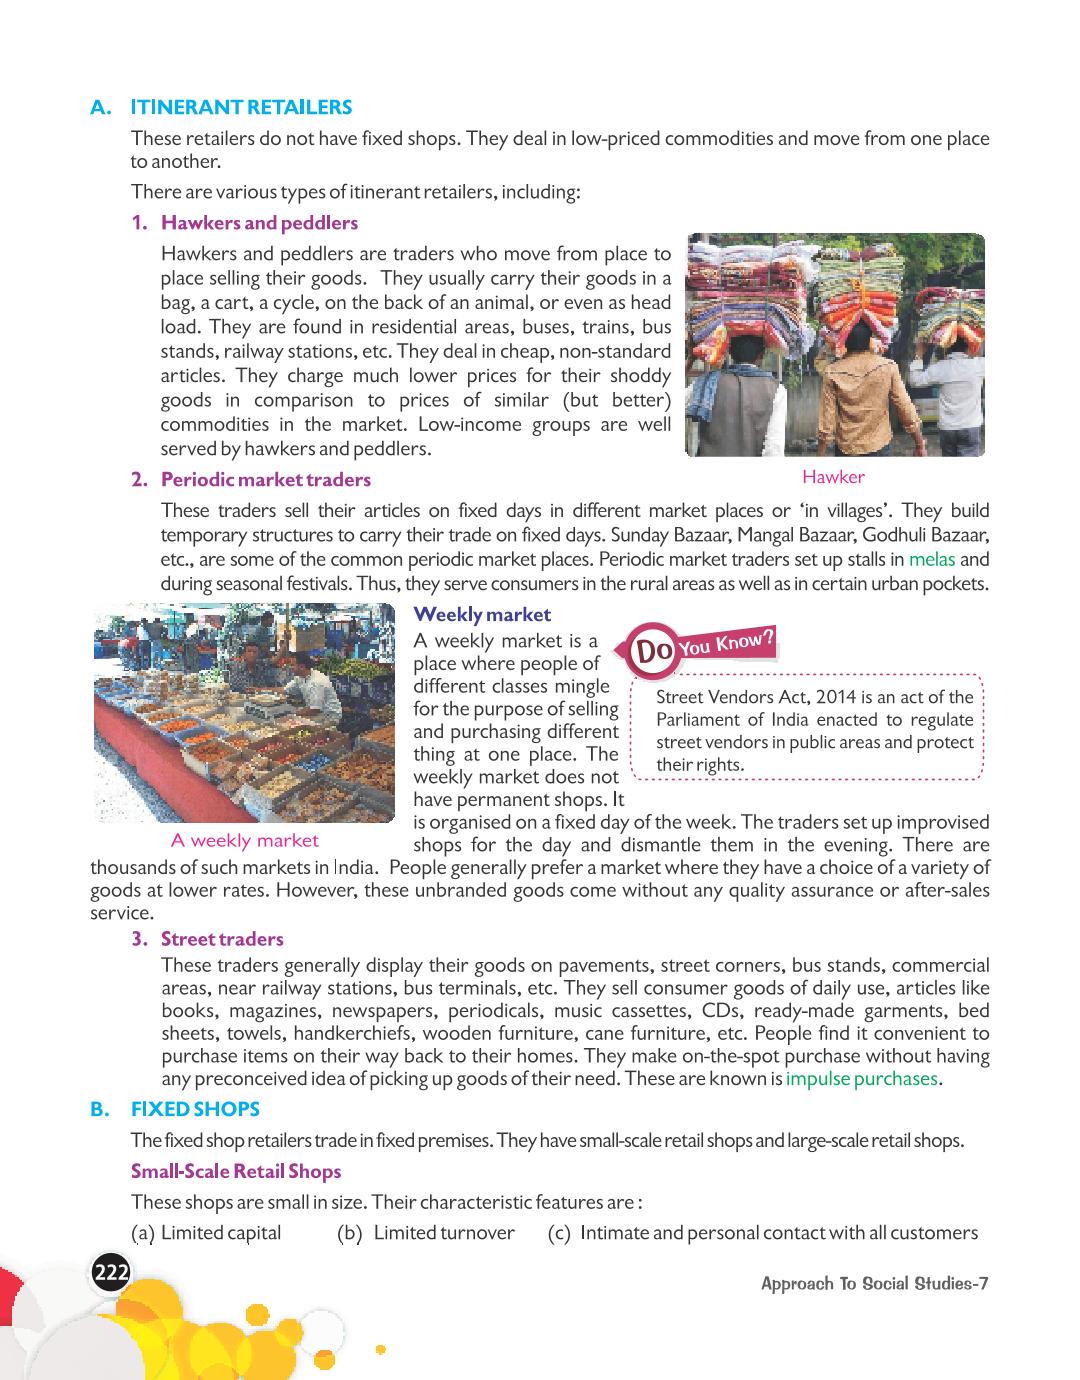 A. ITINERANT RETAILERS
These retailers do not have fixed shops. They deal in low-priced commodities and move from one place
to another.
There are various types of itinerant retailers, including:
1. Hawkers and peddlers
Hawkers and peddlers are traders who move from place to
place selling their goods. They usually carry their goods in a
bag, a cart, a cycle, on the back of an animal, or even as head
load. They are found in residential areas, buses, trains, bus
stands, railway stations, etc. They deal in cheap, non-standard
articles. They charge much lower prices for their shoddy
goods in comparison to prices of similar (but better)
commodities in the market. Low-income groups are well
served by hawkers and peddlers.
Hawker
2. Periodic market traders
These traders sell their articles on fixed days in different market places or ‘in villages’. They build
temporary structures to carry their trade on fixed days. Sunday Bazaar, Mangal Bazaar, Godhuli Bazaar,
etc., are some of the common periodic market places. Periodic market traders set up stalls in melas and
during seasonal festivals. Thus, they serve consumers in the rural areas as well as in certain urban pockets.
A weekly market
Weekly market
A weekly market is a
place where people of
different classes mingle
for the purpose of selling
and purchasing different
thing at one place. The
weekly market does not
have permanent shops. It
Do You Know?
Street Vendors Act, 2014 is an act of the
Parliament of India enacted to regulate
street vendors in public areas and protect
their rights.
is organised on a fixed day of the week. The traders set up improvised
shops for the day and dismantle them in the evening. There are
thousands of such markets in India. People generally prefer a market where they have a choice of a variety of
goods at lower rates. However, these unbranded goods come without any quality assurance or after-sales
service.
3. Street traders
These traders generally display their goods on pavements, street corners, bus stands, commercial
areas, near railway stations, bus terminals, etc. They sell consumer goods of daily use, articles like
books, magazines, newspapers, periodicals, music cassettes, CDs, ready-made garments, bed
sheets, towels, handkerchiefs, wooden furniture, cane furniture, etc. People find it convenient to
purchase items on their way back to their homes. They make on-the-spot purchase without having
any preconceived idea of picking up goods of their need. These are known is impulse purchases.
B. FIXED SHOPS
The fixed shop retailers trade in fixed premises. They have small-scale retail shops and large-scale retail shops.
Small-Scale Retail Shops
These shops are small in size. Their characteristic features are :
(a) Limited capital (b) Limited turnover (c) Intimate and personal contact with all customers
222
Approach To Social Studies-7